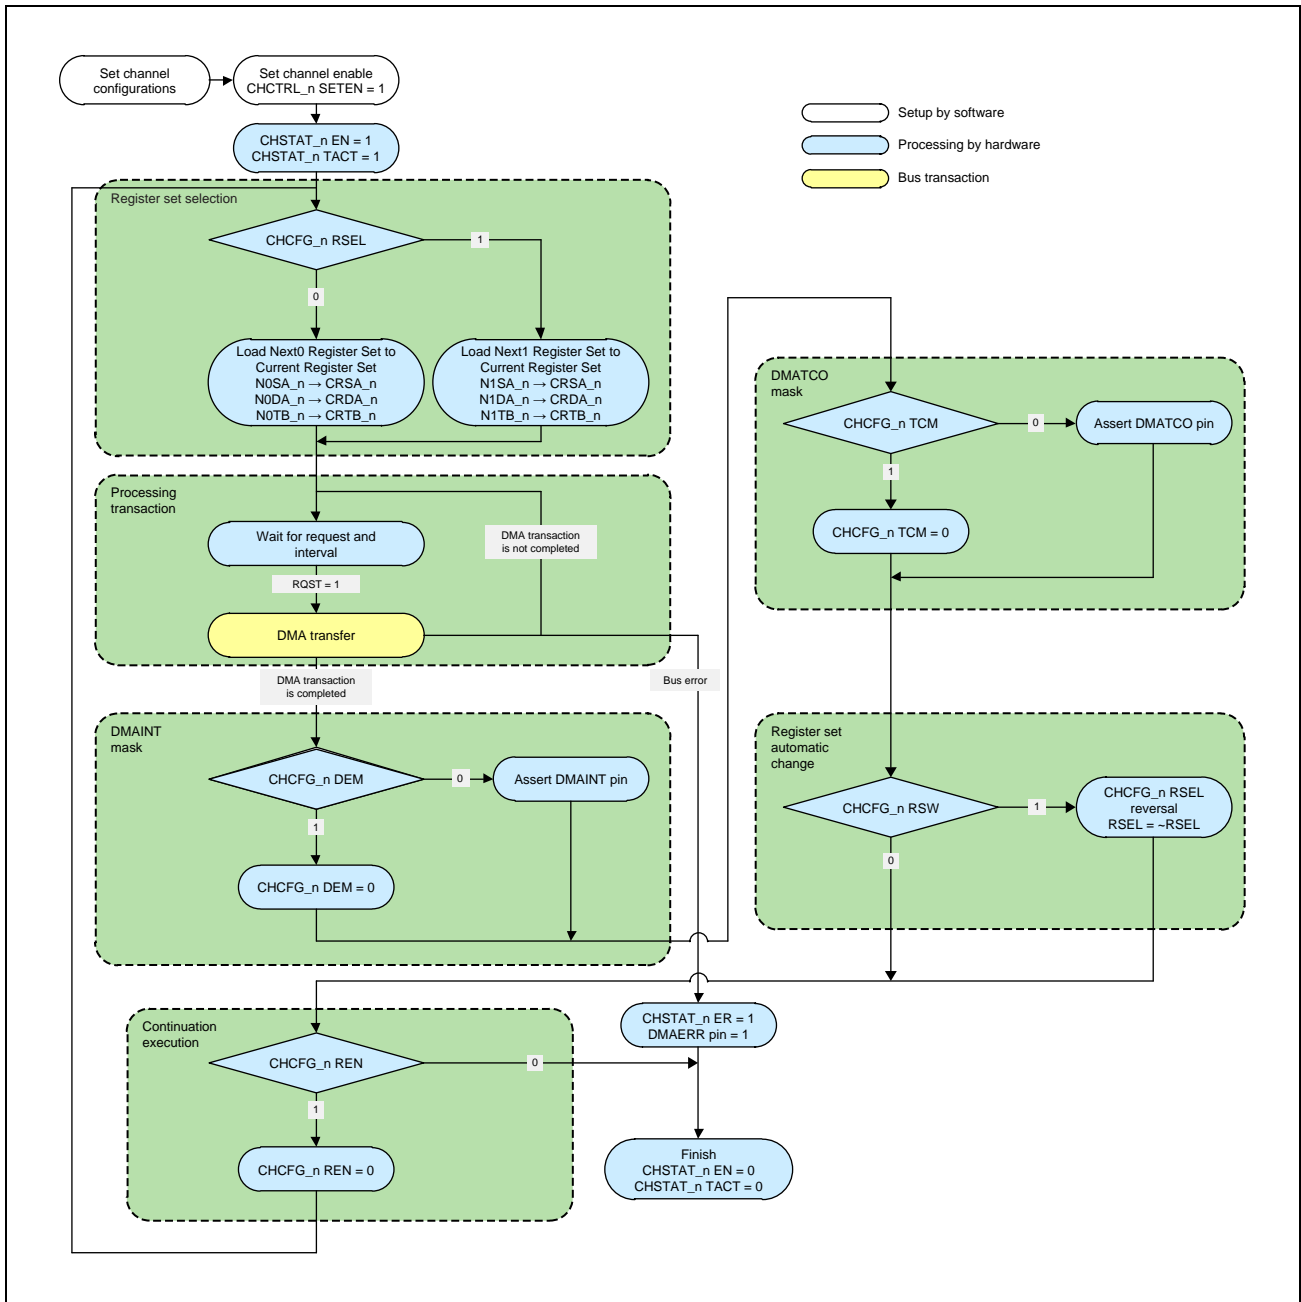 Set channel
configurations
Set channel enable
CHCTRL_n SETEN = 1
CHSTAT_n EN = 1
CHSTAT_n TACT = 1
Setup by software
Processing by hardware
Bus transaction
Register set selection
CHCFG_n RSEL
1
0
Load Next0 Register Set to
Current Register Set
N0SA_n → CRSA_n
N0DA_n → CRDA_n
N0TB_n → CRTB_n
Load Next1 Register Set to
Current Register Set
N1SA_n → CRSA_n
N1DA_n → CRDA_n
N1TB_n → CRTB_n
Processing
transaction
Wait for request and
interval
DMA transaction
is not completed
RQST = 1
DMA transfer
DMA transaction
is completed
Bus error
DMAINT
mask
CHCFG_n DEM
0
Assert DMAINT pin
1
CHCFG_n DEM = 0
DMATCO
mask
CHCFG_n TCM
0
Assert DMATCO pin
1
CHCFG_n TCM = 0
Register set
automatic
change
CHCFG_n RSW
1
CHCFG_n RSEL
reversal
RSEL = ~RSEL
0
Continuation
execution
CHCFG_n REN
0
1
CHCFG_n REN = 0
CHSTAT_n ER = 1
DMAERR pin = 1
Finish
CHSTAT_n EN = 0
CHSTAT_n TACT = 0